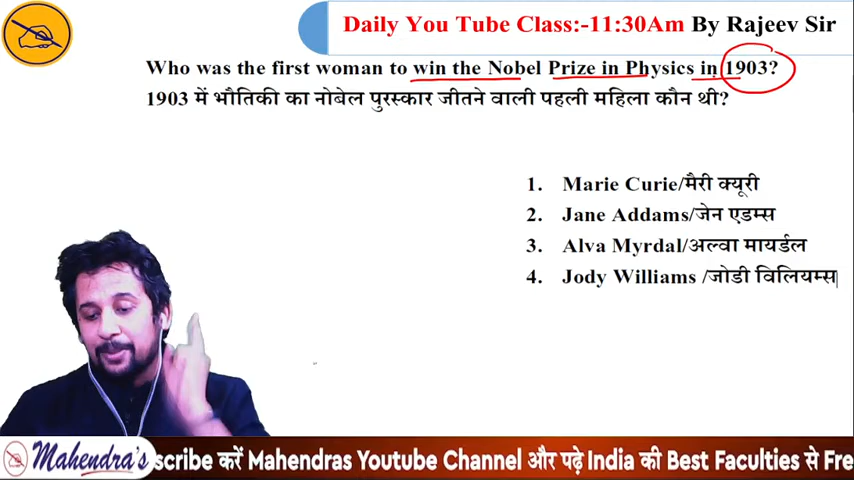 Daily You Tube Class:-11:30Am By Rajeev Sir
Who was the first woman to win the Nobel Prize in Physics in 1903?
1903 में भौतिकी का नोबेल पुरस्कार जीतने वाली पहली महिला कौन थी?
1. Marie Curie/मैरी क्यूरी
2. Jane Addams/जेन एडम्स
3. Alva Myrdal/अल्वा मायर्डल
4. Jody Williams /जोडी विलियम्स
Mahendra's
scribe करें Mahendras Youtube Channel और पढ़े India की Best Faculties से Fre